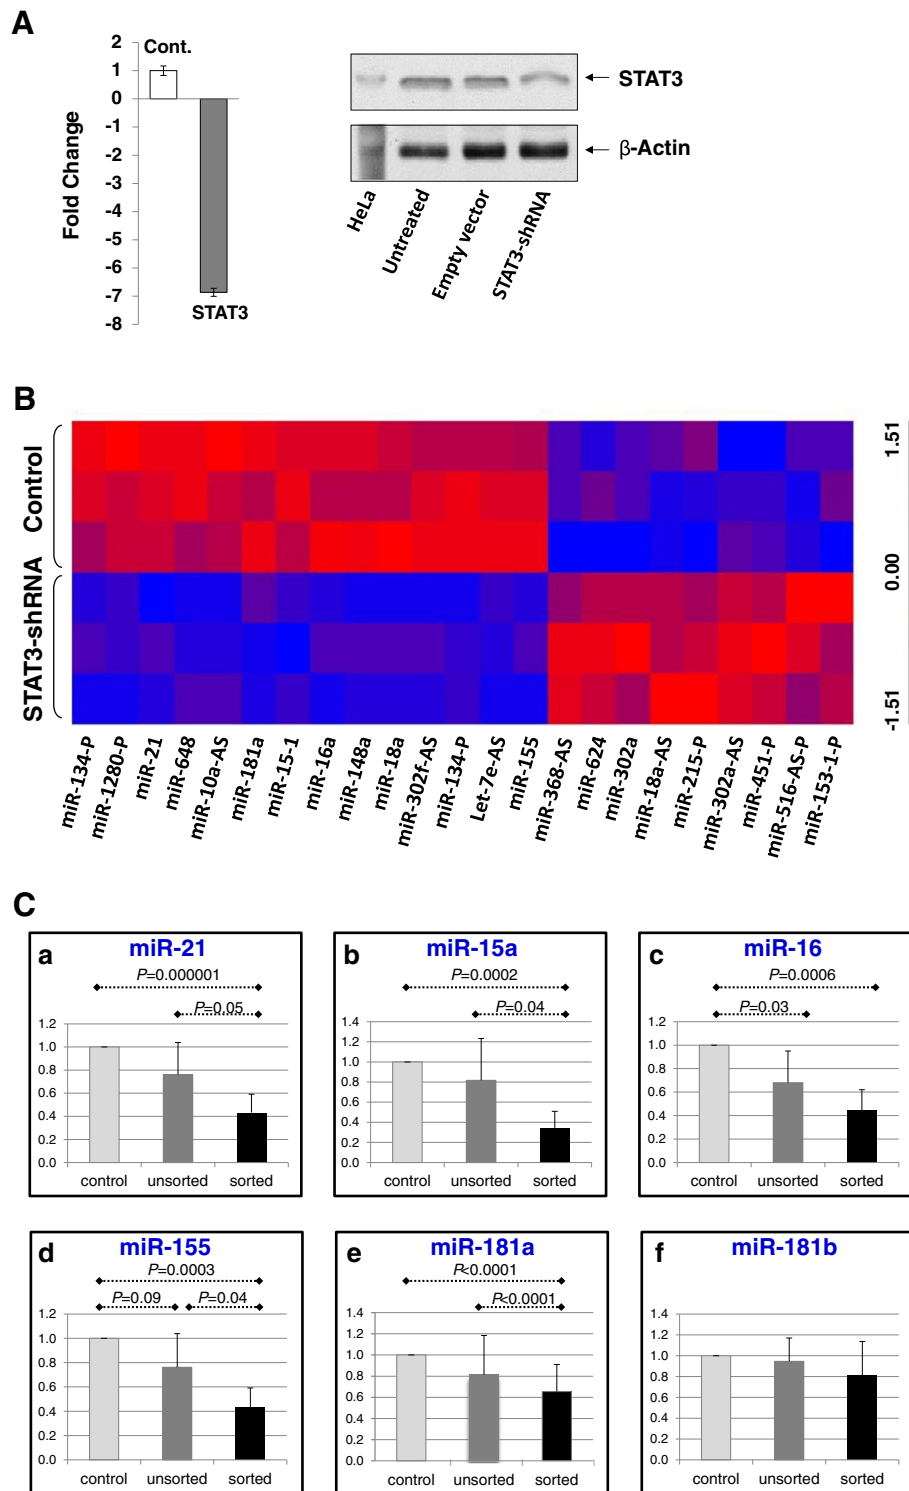 A
2
1
0
-1
-2
-3
-4
-5
-6
-7
-8
Fold Change
Cont.
STAT3
STAT3
β-Actin
HeLa
Untreated
Empty vector
STAT3-shRNA
B
Control
STAT3-shRNA
1.51
0.00
-1.51
miR-134-P
miR-1280-P
miR-21
miR-648
miR-10a-AS
miR-181a
miR-15-1
miR-16a
miR-148a
miR-18a
miR-302f-AS
miR-134-P
Let-7e-AS
miR-155
miR-368-AS
miR-624
miR-302a
miR-18a-AS
miR-215-P
miR-302a-AS
miR-451-P
miR-516-AS-P
miR-153-1-P
C
a
miR-21
P=0.000001
P=0.05
1.2
1.0
0.8
0.6
0.4
0.2
0.0
control unsorted sorted
b
miR-15a
P=0.0002
P=0.04
1.4
1.2
1.0
0.8
0.6
0.4
0.2
0.0
control unsorted sorted
c
miR-16
P=0.0006
P=0.03
1.2
1.0
0.8
0.6
0.4
0.2
0.0
control unsorted sorted
d
miR-155
P=0.0003
P=0.09 P=0.04
1.2
1.0
0.8
0.6
0.4
0.2
0.0
control unsorted sorted
e
miR-181a
P<0.0001
P<0.0001
1.4
1.2
1.0
0.8
0.6
0.4
0.2
0.0
control unsorted sorted
f
miR-181b
1.4
1.2
1.0
0.8
0.6
0.4
0.2
0.0
control unsorted sorted